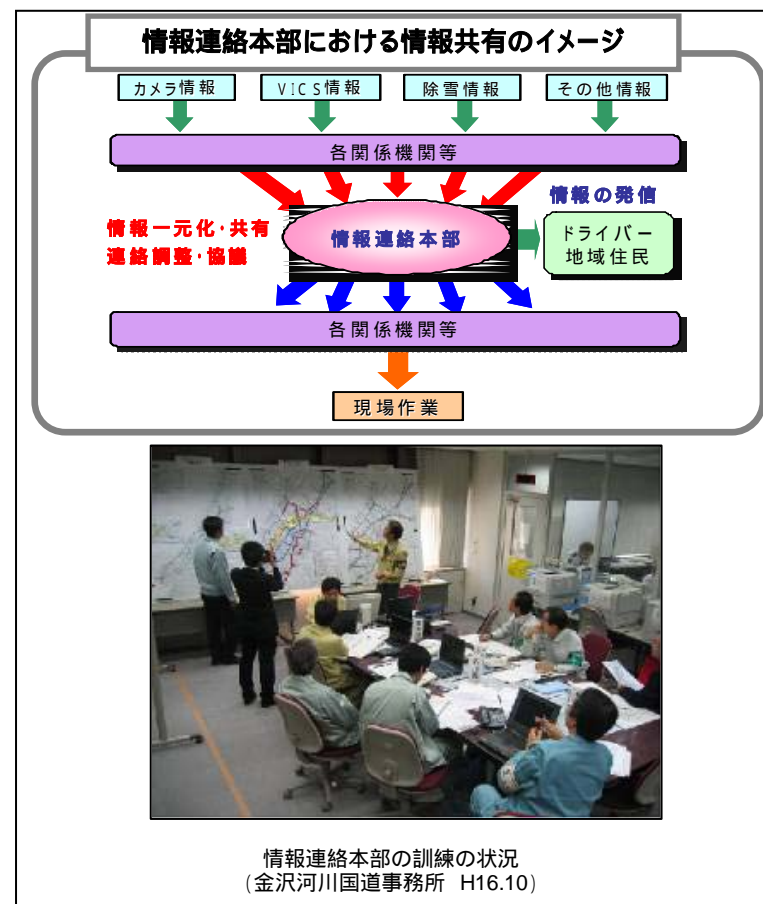 情報連絡本部における情報共有のイメージ
カメラ情報
VICS情報
除雪情報
その他情報
各関係機関等
情報の発信
情報一元化・共有
連絡調整・協議
情報連絡本部
ドライバー
地域住民
各関係機関等
現場作業
情報連絡本部の訓練の状況
(金沢河川国道事務所 H16.10)